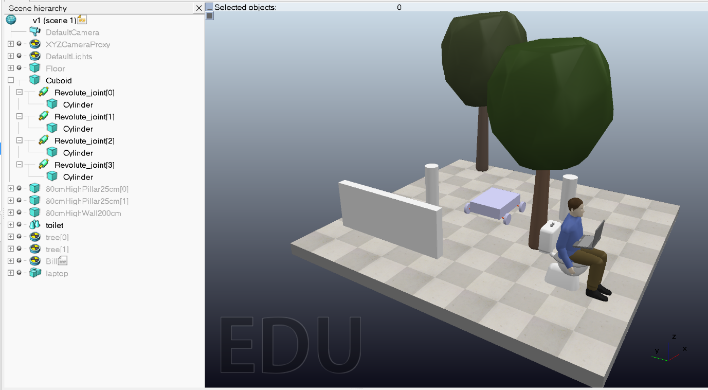 Scene hierarchy
Selected objects: 0
v1 (scene 1)
DefaultCamera
XYZCameraProxy
DefaultLights
Floor
Cuboid
Revolute_joint[0]
Cylinder
Revolute_joint[1]
Cylinder
Revolute_joint[2]
Cylinder
Revolute_joint[3]
Cylinder
80cmHighPillar25cm[0]
80cmHighPillar25cm[1]
80cmHighWall200cm
toilet
tree[0]
tree[1]
Bill
laptop
EDU
z
y
x